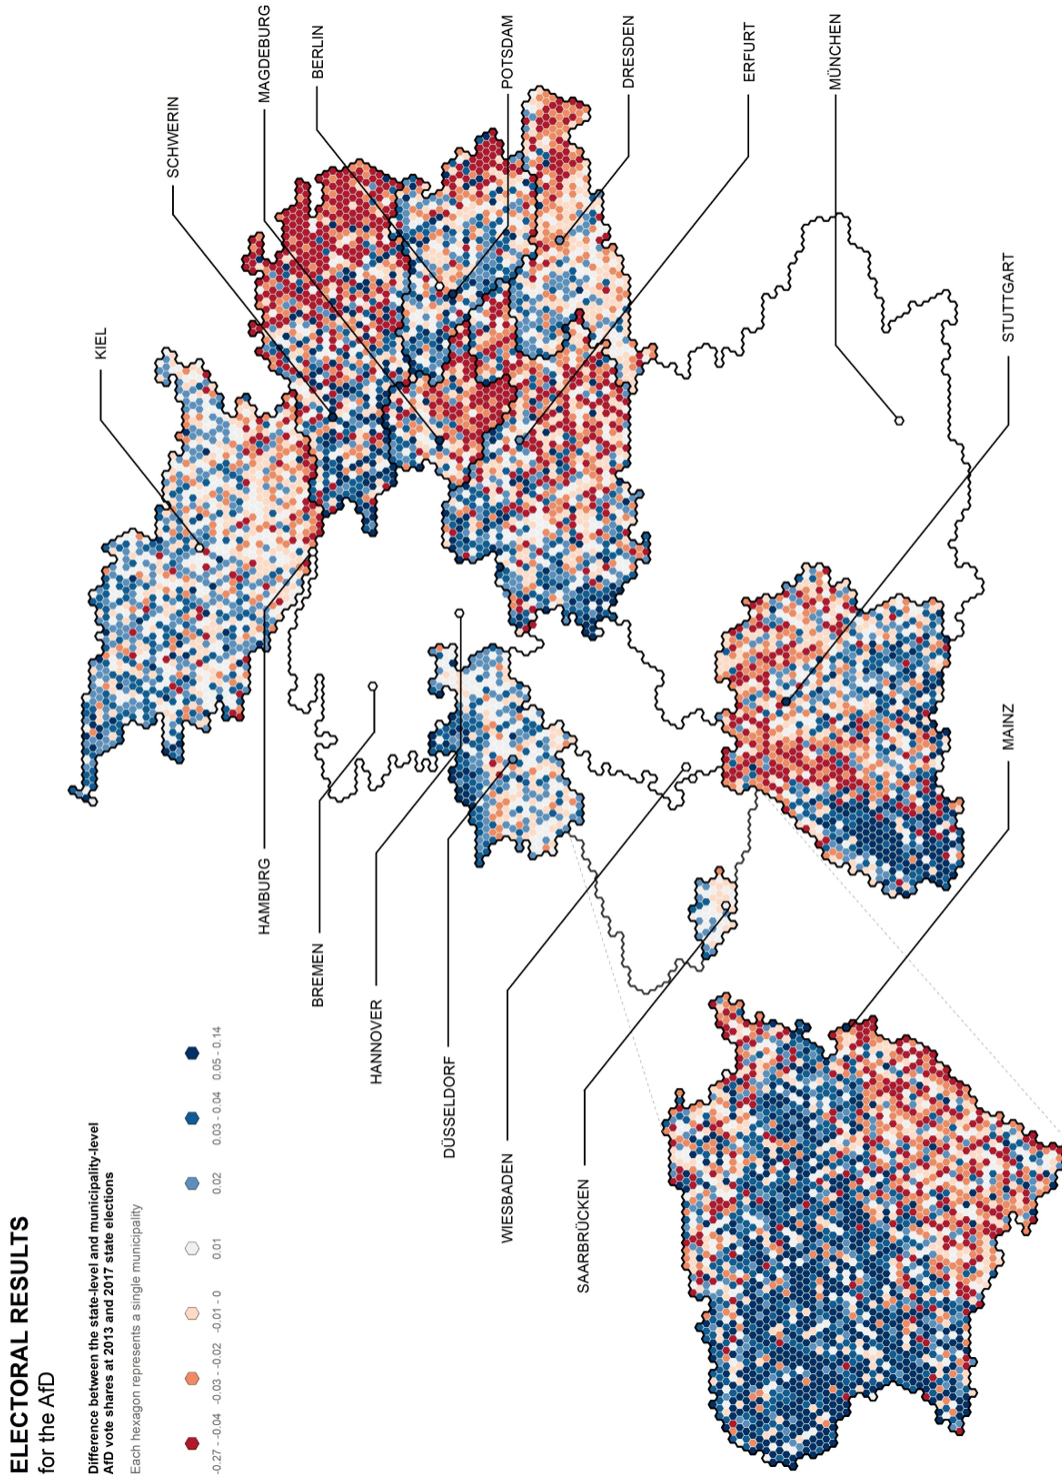 ELECTORAL RESULTS
for the AfD
Difference between the state-level and municipality-level
AfD vote shares at 2013 and 2017 state elections
Each hexagon represents a single municipality
-0.27 - -0.04
-0.03 - -0.02
-0.01 - 0
0.01
0.02
0.03 - 0.04
0.05 - 0.14
KIEL
SCHWERIN
MAGDEBURG
BERLIN
POTSDAM
DRESDEN
ERFURT
MÜNCHEN
STUTTGART
MAINZ
HAMBURG
BREMEN
HANNOVER
DÜSSELDORF
WIESBADEN
SAARBRÜCKEN